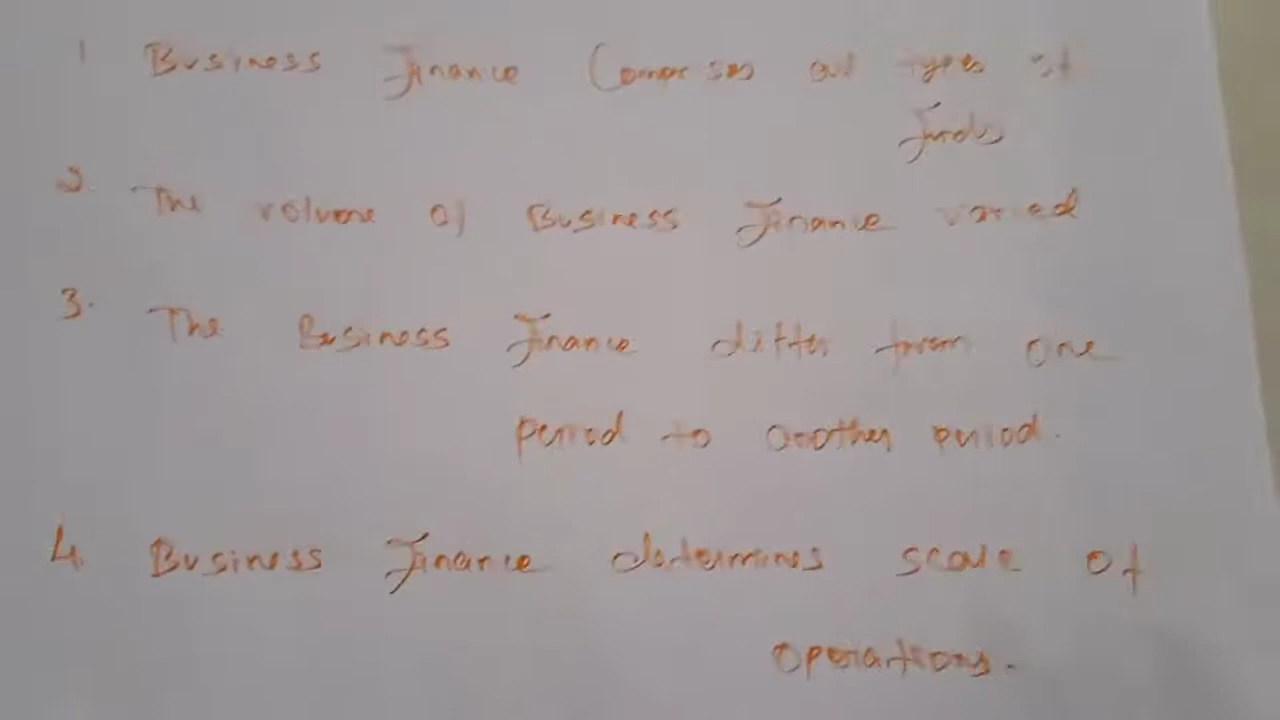 1 Business Finance Comprises all types of
Funds
2. The volume of Business Finance varied
3. The Business Finance differ from one
period to another period.
4. Business Finance determines scale of
operations.